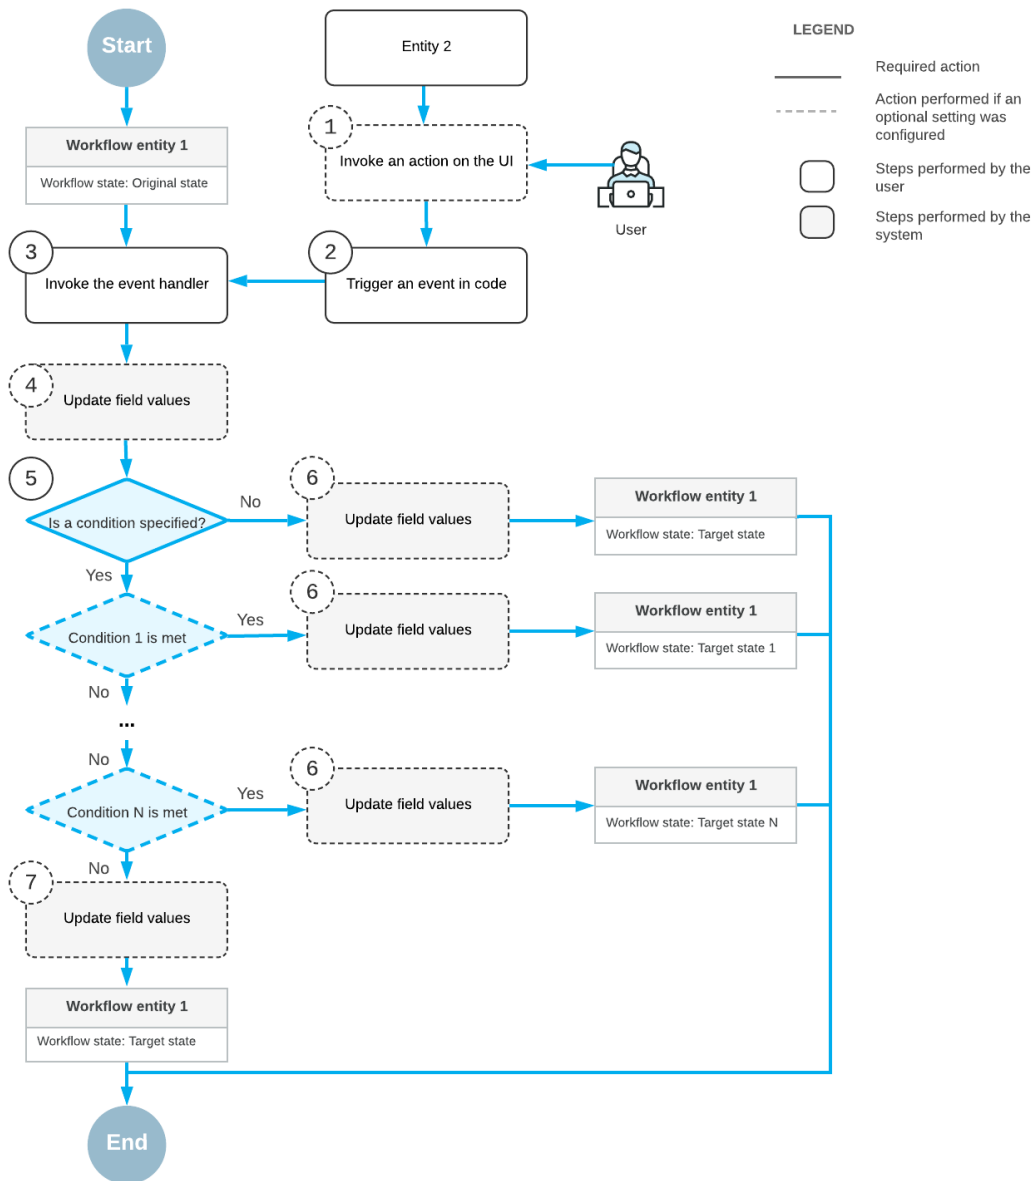 Start
Entity 2
LEGEND
Required action
Action performed if an
optional setting was
configured
Steps performed by the
user
Steps performed by the
system
1
Invoke an action on the UI
User
Workflow entity 1
Workflow state: Original state
3
Invoke the event handler
2
Trigger an event in code
4
Update field values
5
Is a condition specified?
No
6
Update field values
Workflow entity 1
Workflow state: Target state
Yes
Condition 1 is met
Yes
6
Update field values
Workflow entity 1
Workflow state: Target state 1
No
...
No
Condition N is met
Yes
6
Update field values
Workflow entity 1
Workflow state: Target state N
No
7
Update field values
Workflow entity 1
Workflow state: Target state
End